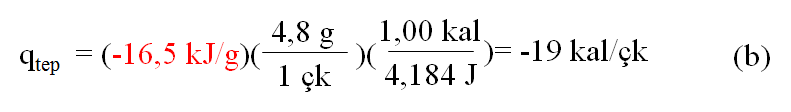 q_tep = (-16,5 kJ/g)(4,8 g / 1 çk )(1,00 kal / 4,184 J)= -19 kal/çk (b)